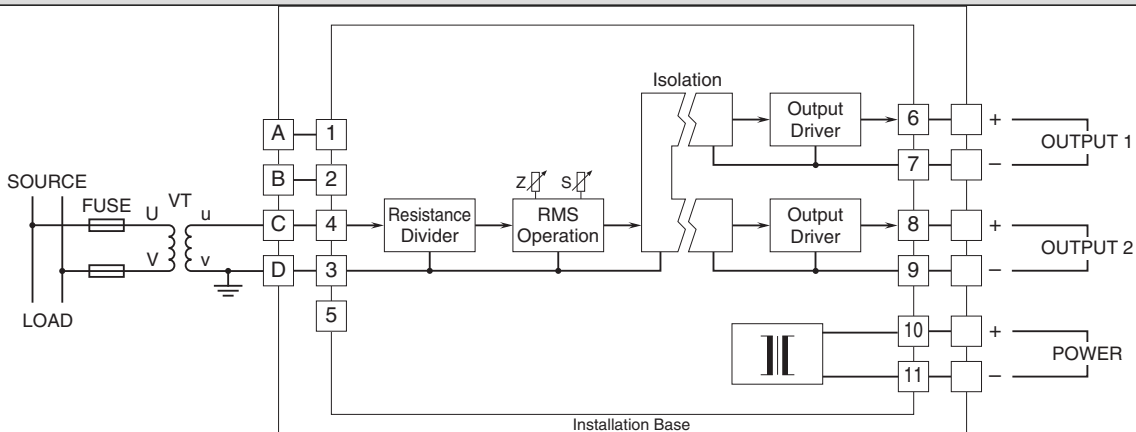 Isolation
A
1
Output
Driver
6
+
OUTPUT 1
7
–
B
2
SOURCE
FUSE
VT
Z
S
U
u
C
4
Resistance
Divider
RMS
Operation
Output
Driver
8
+
OUTPUT 2
V
v
D
3
9
–
LOAD
5
10
+
POWER
11
–
Installation Base